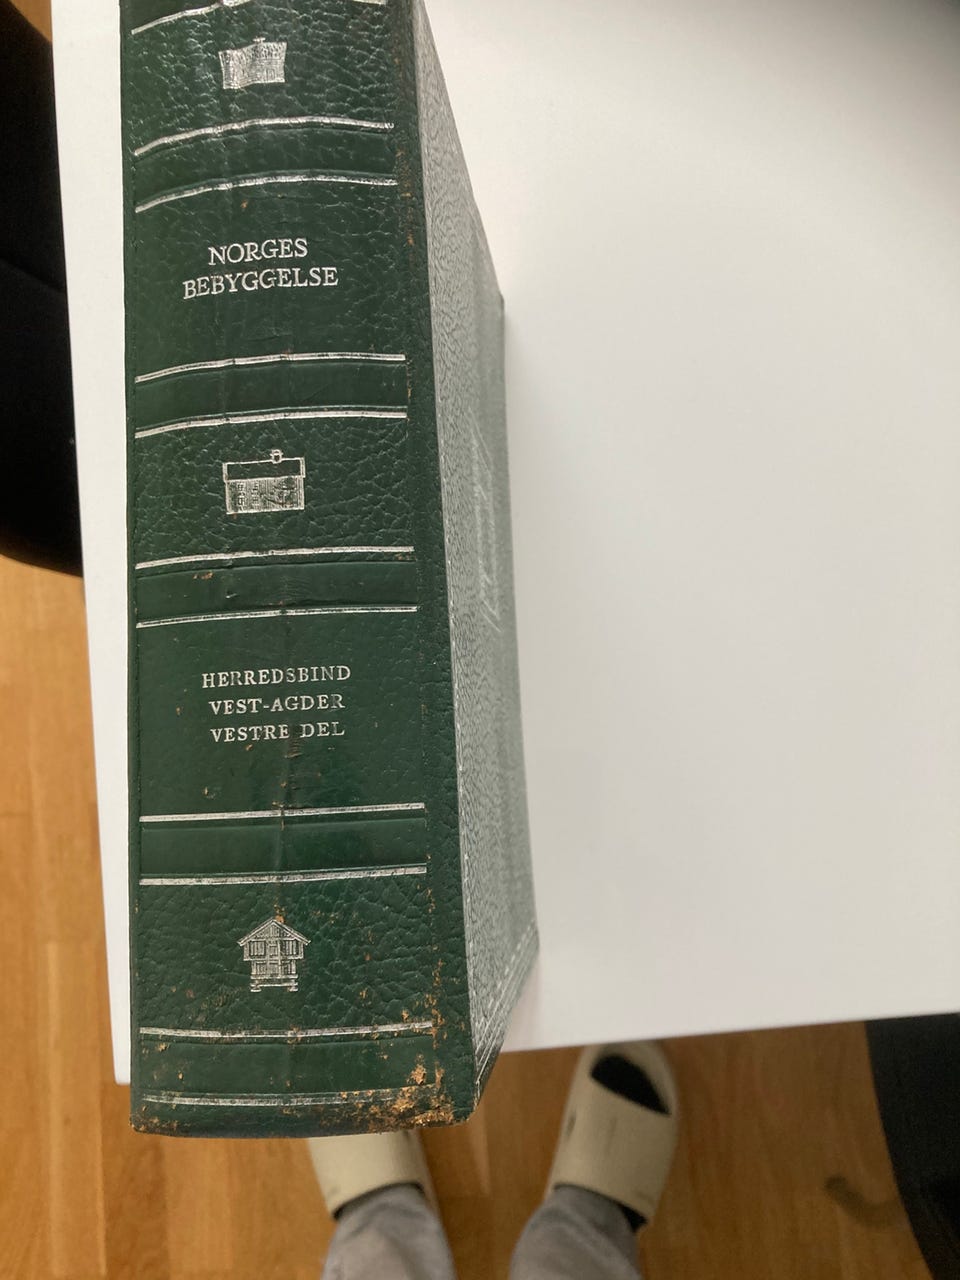 NORGES
BEBYGGELSE
HERREDSBIND
VEST-AGDER
VESTRE DEL